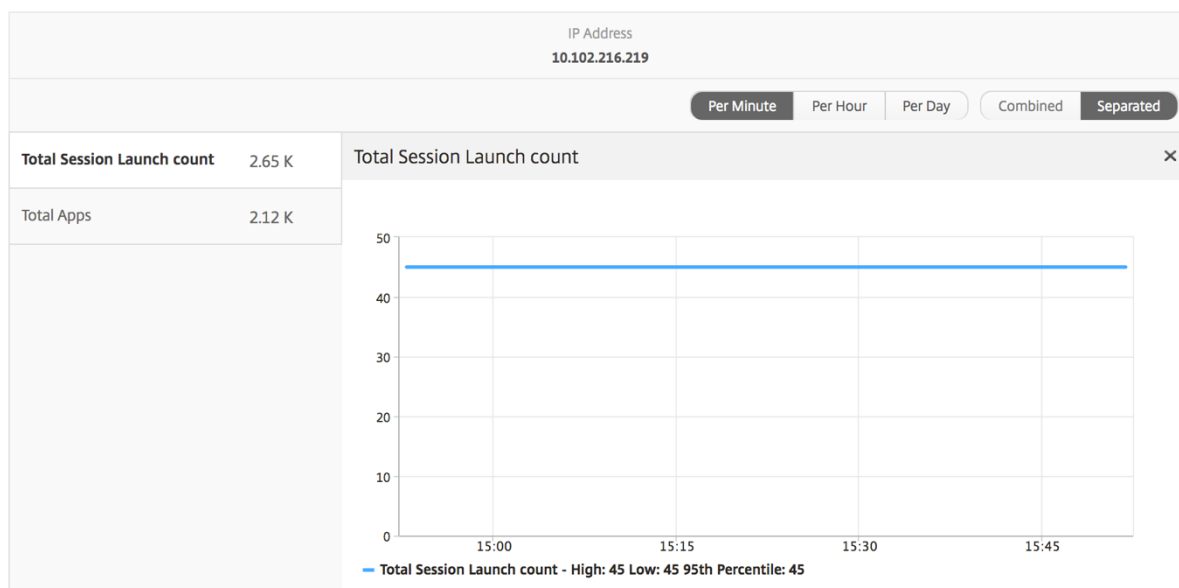 IP Address
10.102.216.219
Per Minute Per Hour Per Day Combined Separated
Total Session Launch count 2.65 K
Total Apps 2.12 K
Total Session Launch count ×
50
40
30
20
10
0
15:00 15:15 15:30 15:45
Total Session Launch count - High: 45 Low: 45 95th Percentile: 45